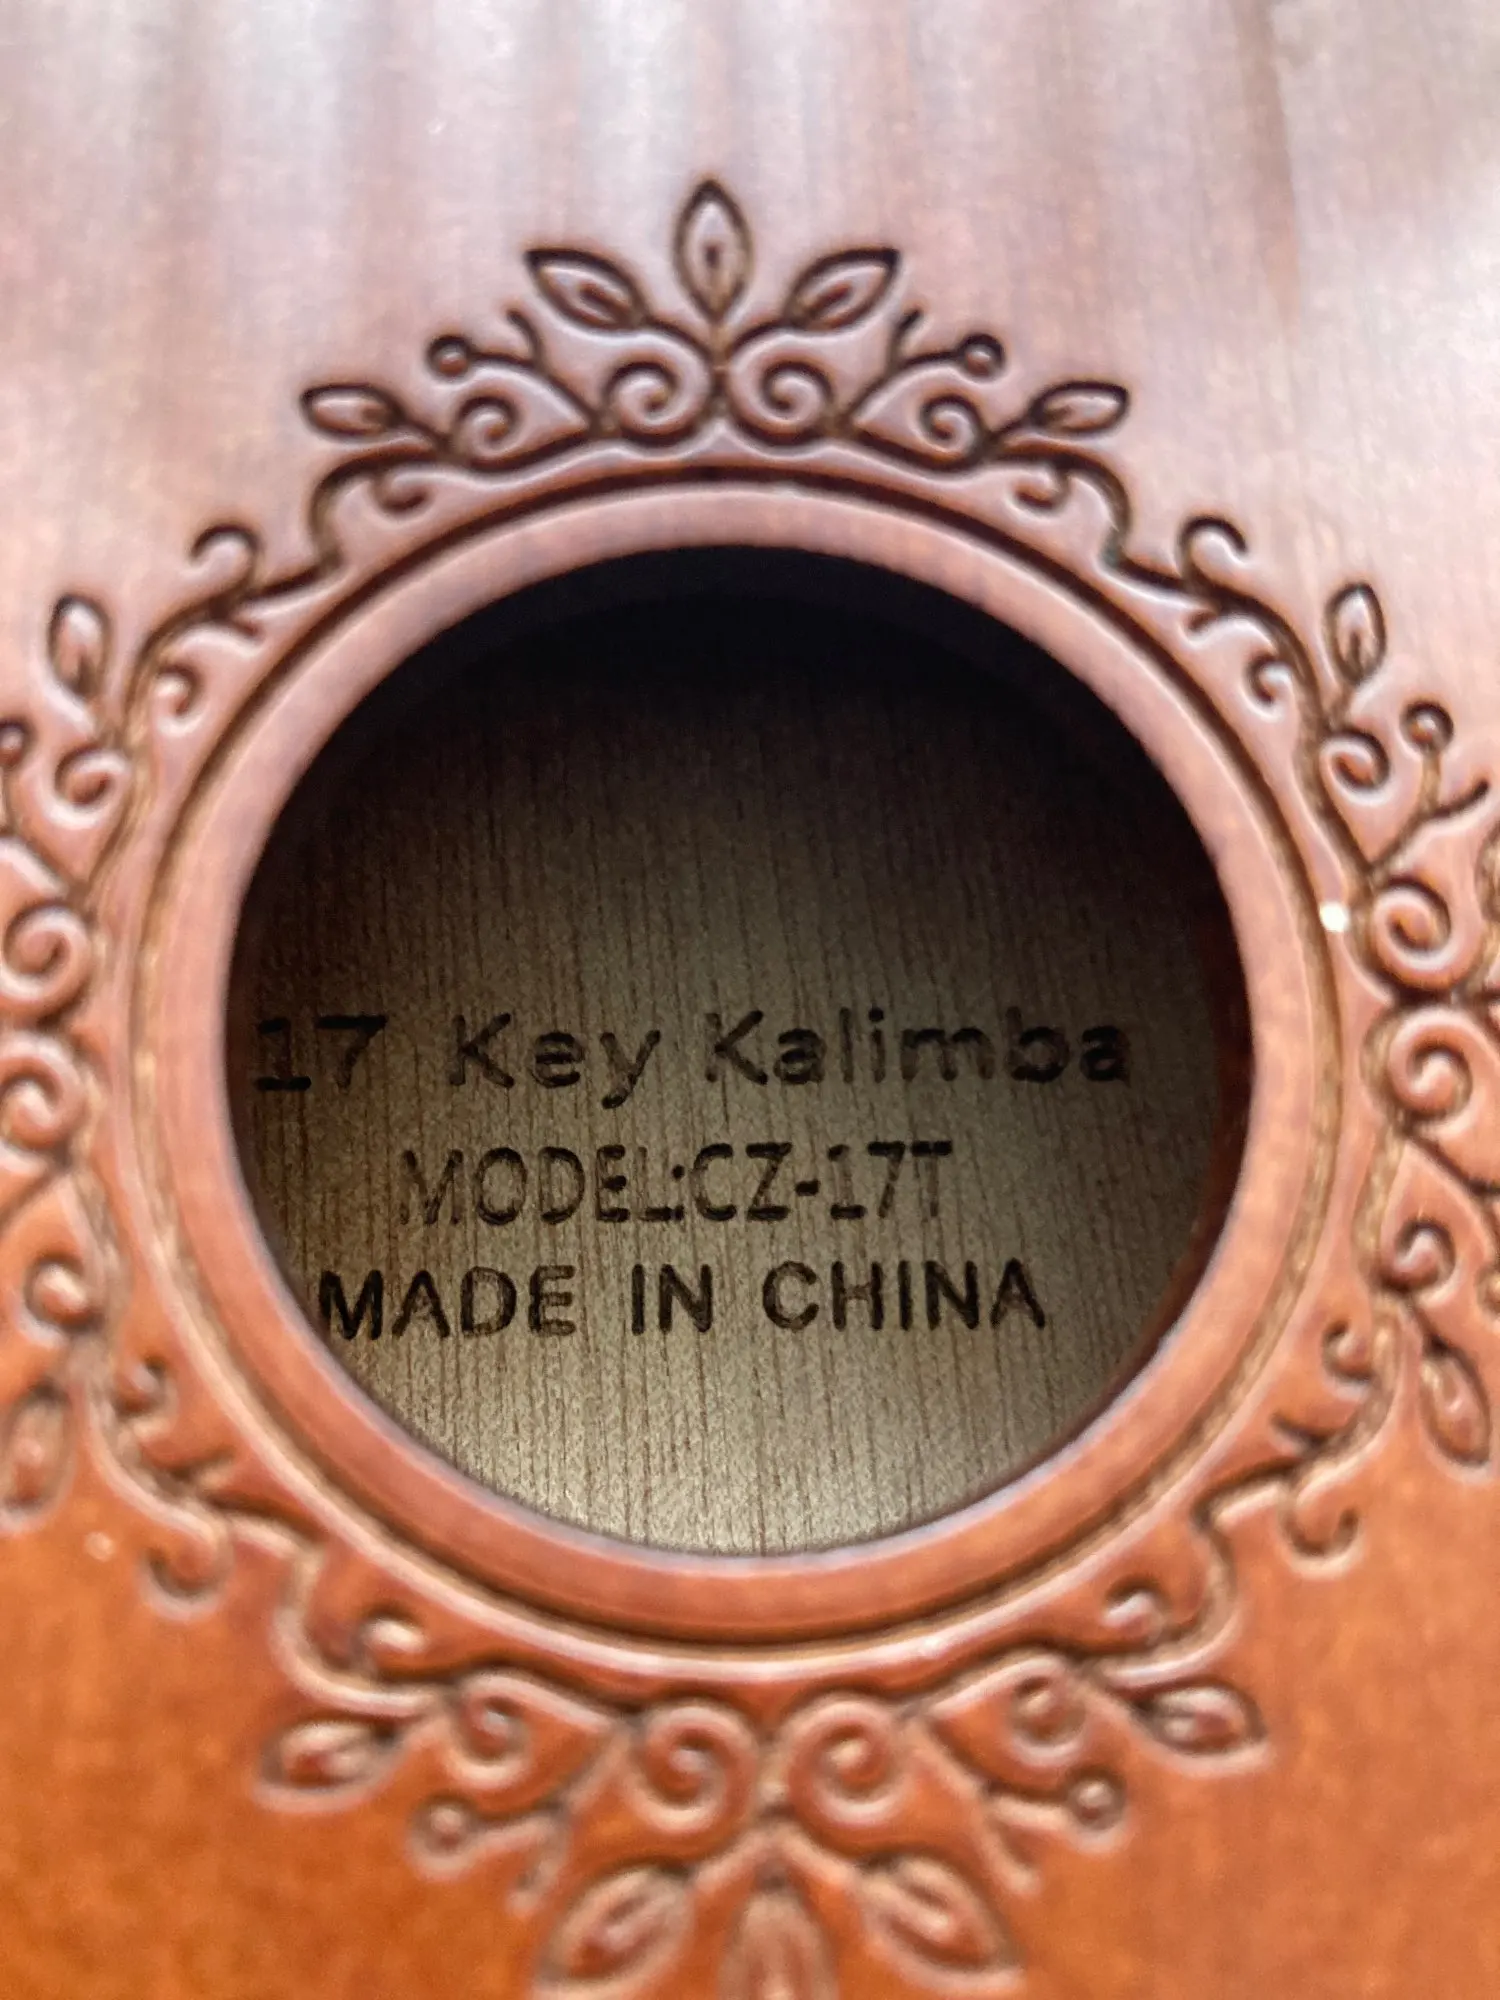 17 Key Kalimba
MODEL:CZ-17T
MADE IN CHINA